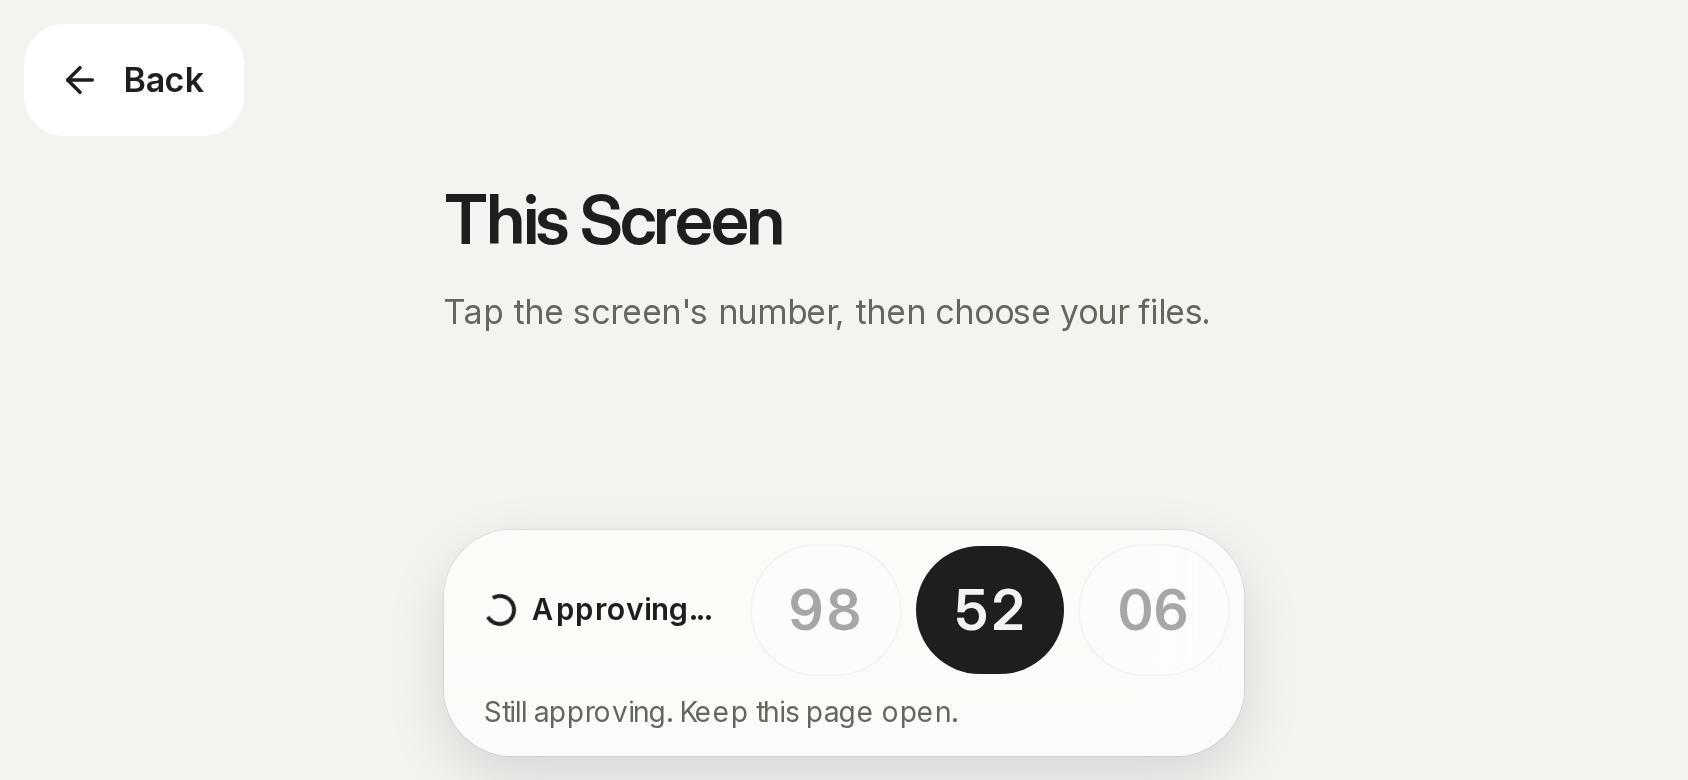 Back
This Screen
Tap the screen's number, then choose your files.
Approving... 98 52 06
Still approving. Keep this page open.